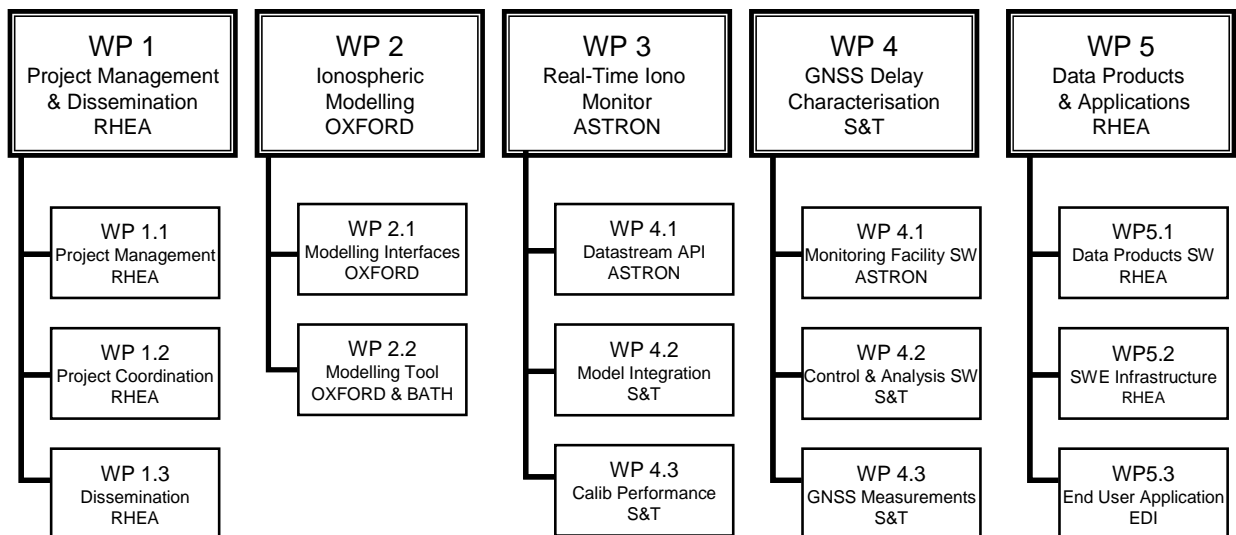 WP 1
Project Management
& Dissemination
RHEA
WP 1.1
Project Management
RHEA
WP 1.2
Project Coordination
RHEA
WP 1.3
Dissemination
RHEA
WP 2
Ionospheric
Modelling
OXFORD
WP 2.1
Modelling Interfaces
OXFORD
WP 2.2
Modelling Tool
OXFORD & BATH
WP 3
Real-Time Iono
Monitor
ASTRON
WP 4.1
Datastream API
ASTRON
WP 4.2
Model Integration
S&T
WP 4.3
Calib Performance
S&T
WP 4
GNSS Delay
Characterisation
S&T
WP 4.1
Monitoring Facility SW
ASTRON
WP 4.2
Control & Analysis SW
S&T
WP 4.3
GNSS Measurements
S&T
WP 5
Data Products
& Applications
RHEA
WP5.1
Data Products SW
RHEA
WP5.2
SWE Infrastructure
RHEA
WP5.3
End User Application
EDI